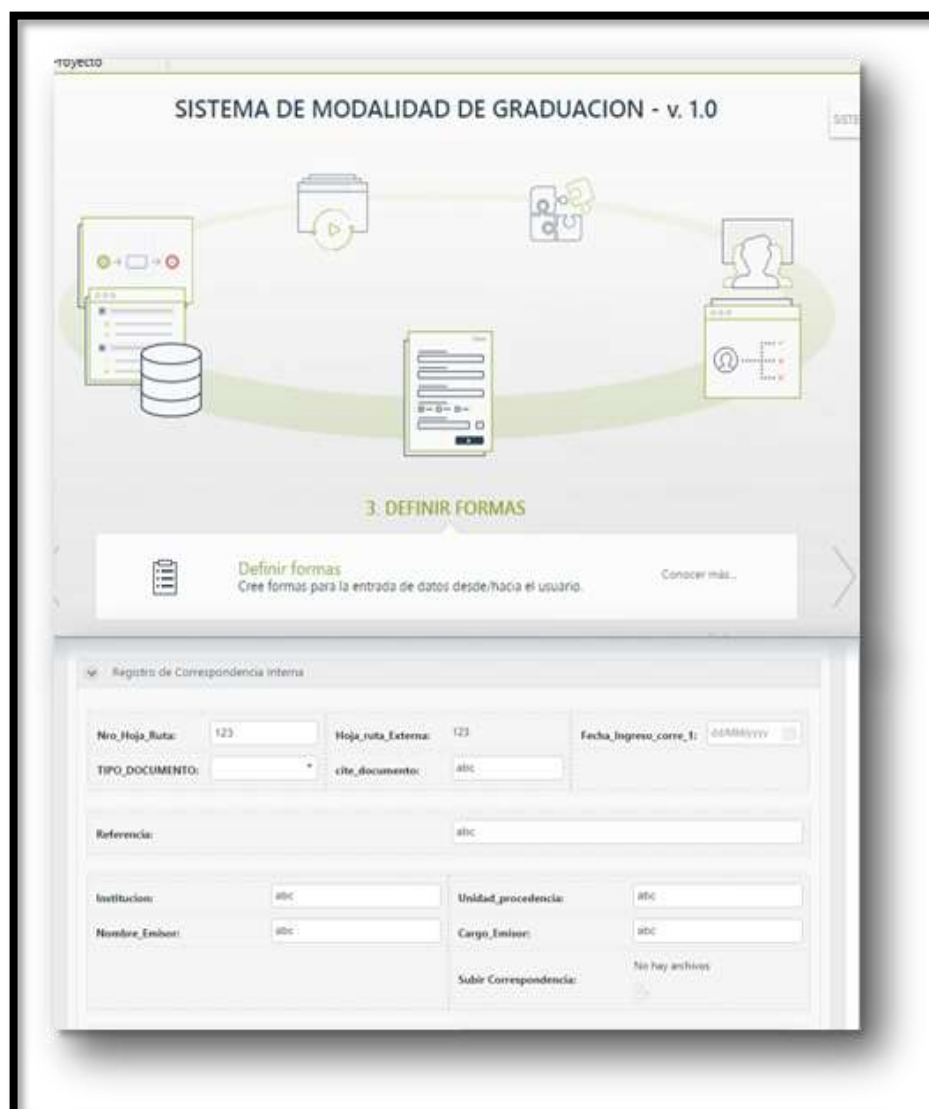 royecto
SISTEMA DE MODALIDAD DE GRADUACION - v. 1.0
SISTE
3. DEFINIR FORMAS
Definir formas
Cree formas para la entrada de datos desde/hacia el usuario.
Conocer más...
Registro de Correspondencia Interna
Nro_Hoja_Ruta: 123 Hoja_ruta_Externa: 123 Fecha_Ingreso_corre_1: dd/MM/yyyy
TIPO_DOCUMENTO: cite_documento: abc
Referencia: abc
Institucion: abc Unidad_procedencia: abc
Nombre_Emisor: abc Cargo_Emisor: abc
Subir Correspondencia: No hay archivos